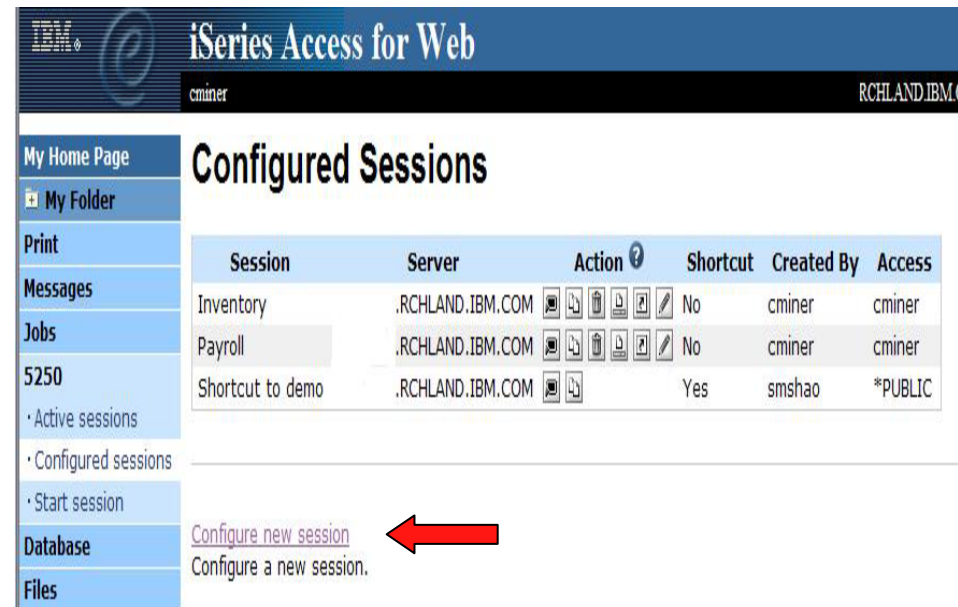 IBM.
iSeries Access for Web
cminer
RCHLAND.IBM.
My Home Page
My Folder
Print
Messages
Jobs
5250
· Active sessions
· Configured sessions
· Start session
Database
Files
Configured Sessions
Session Server Action ? Shortcut Created By Access
Inventory .RCHLAND.IBM.COM No cminer cminer
Payroll .RCHLAND.IBM.COM No cminer cminer
Shortcut to demo .RCHLAND.IBM.COM Yes smshao *PUBLIC
Configure new session
Configure a new session.